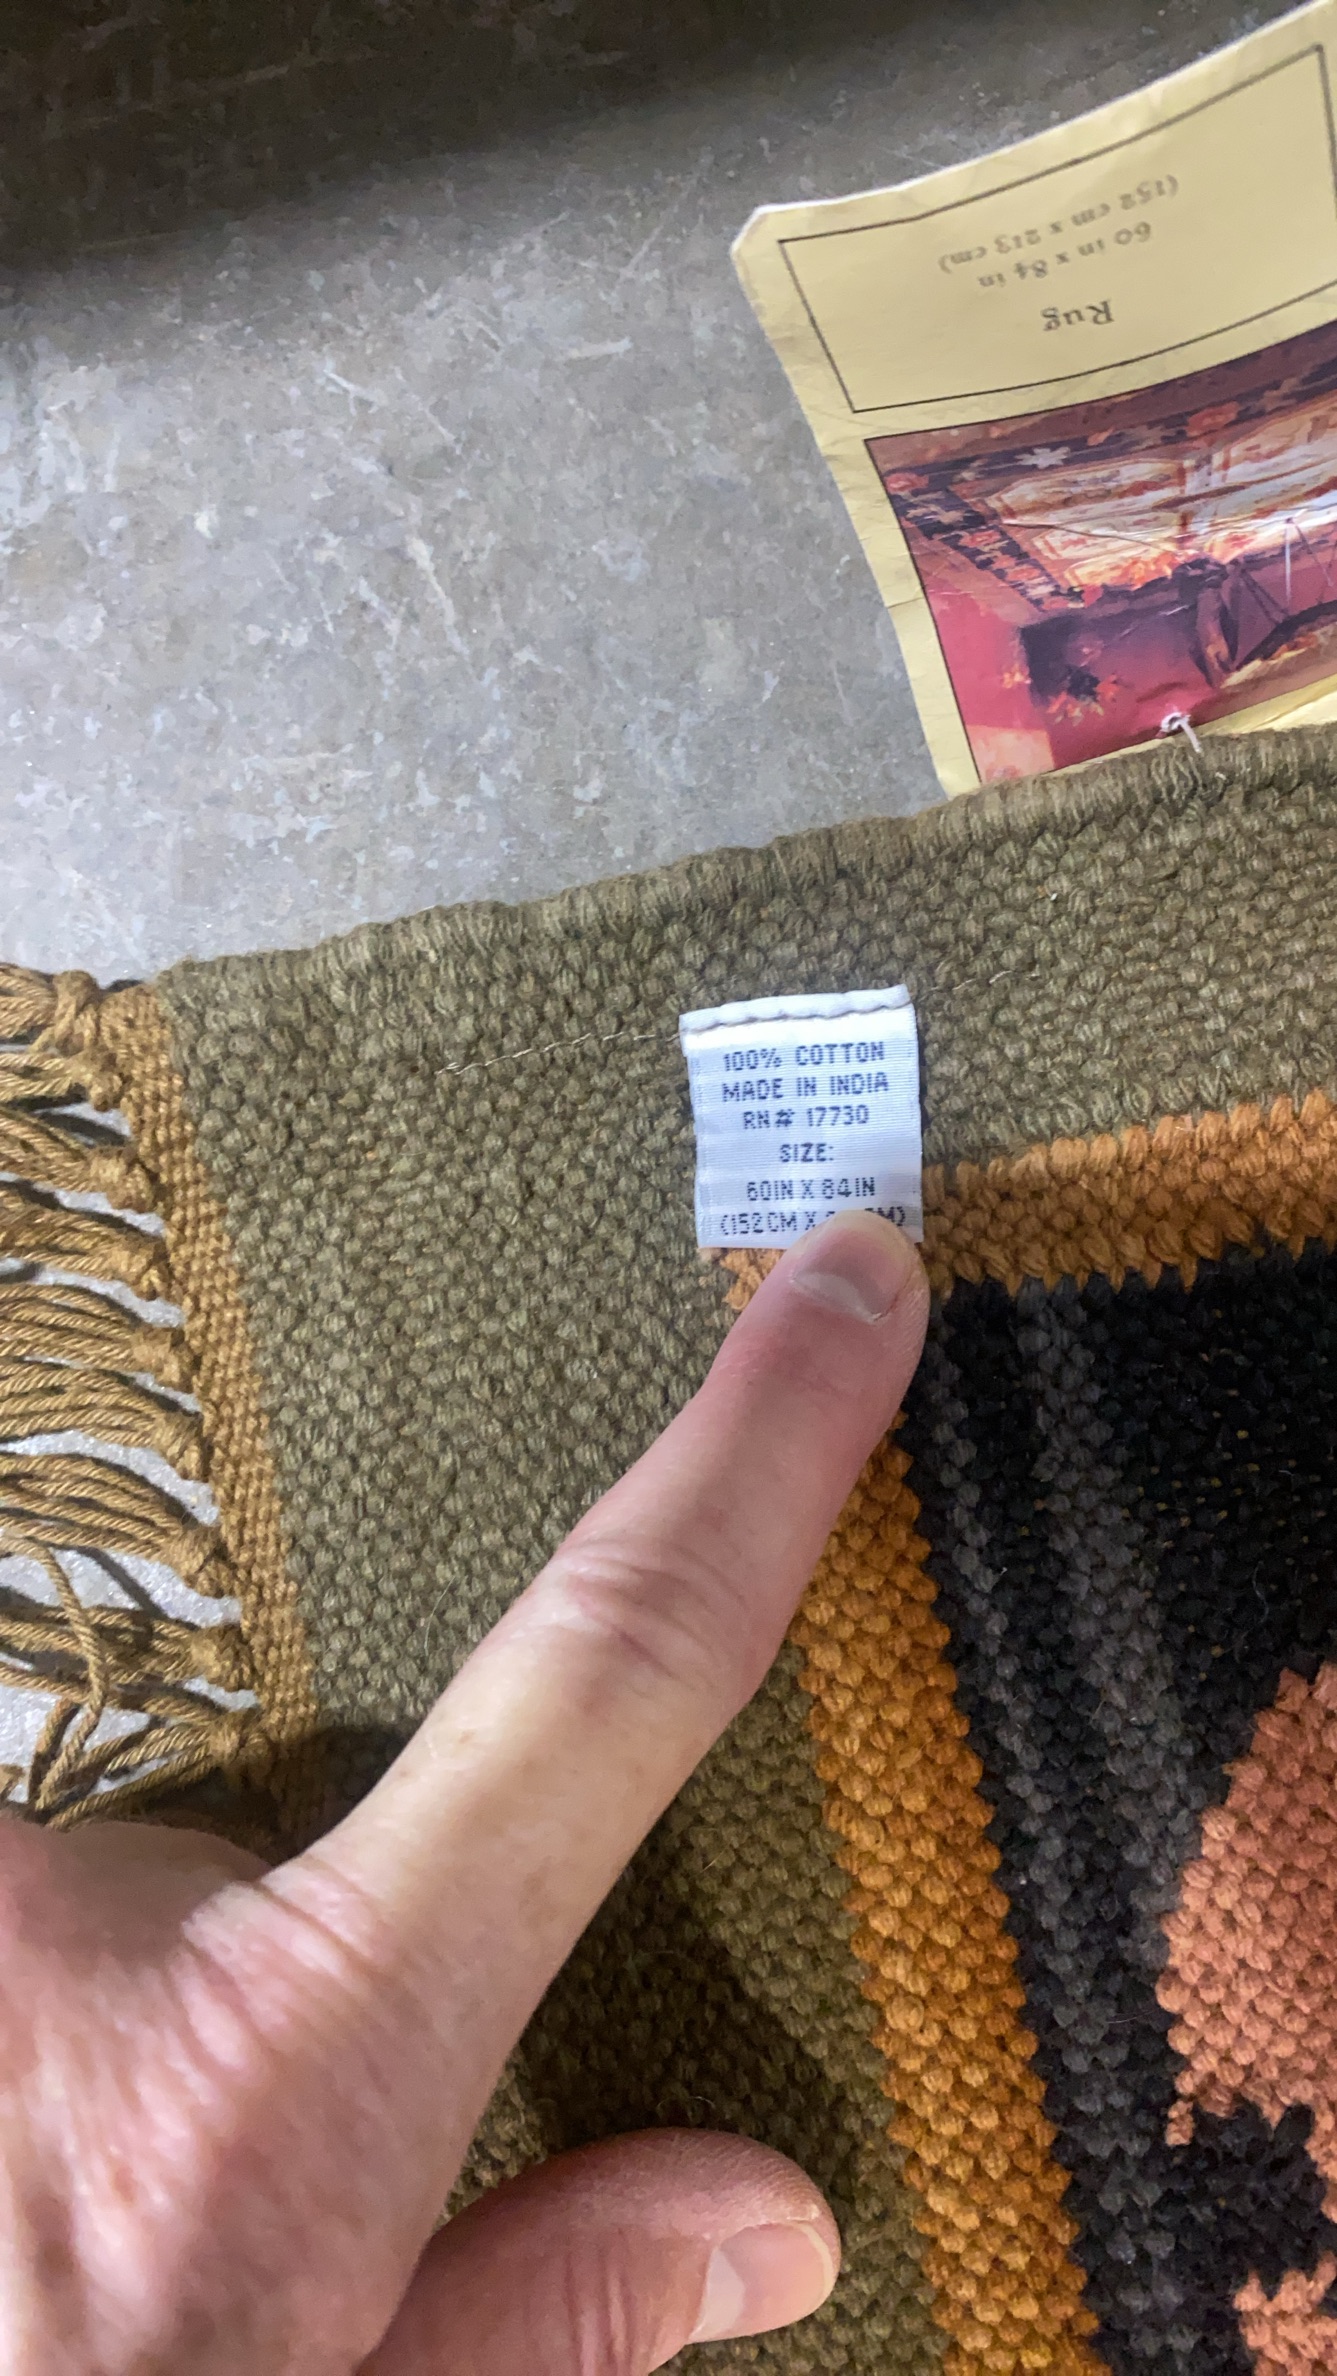 Rug
60 in x 84 in
(152 cm x 213 cm)
100% COTTON
MADE IN INDIA
RN# 17730
SIZE:
60IN X 84IN
(152CM X